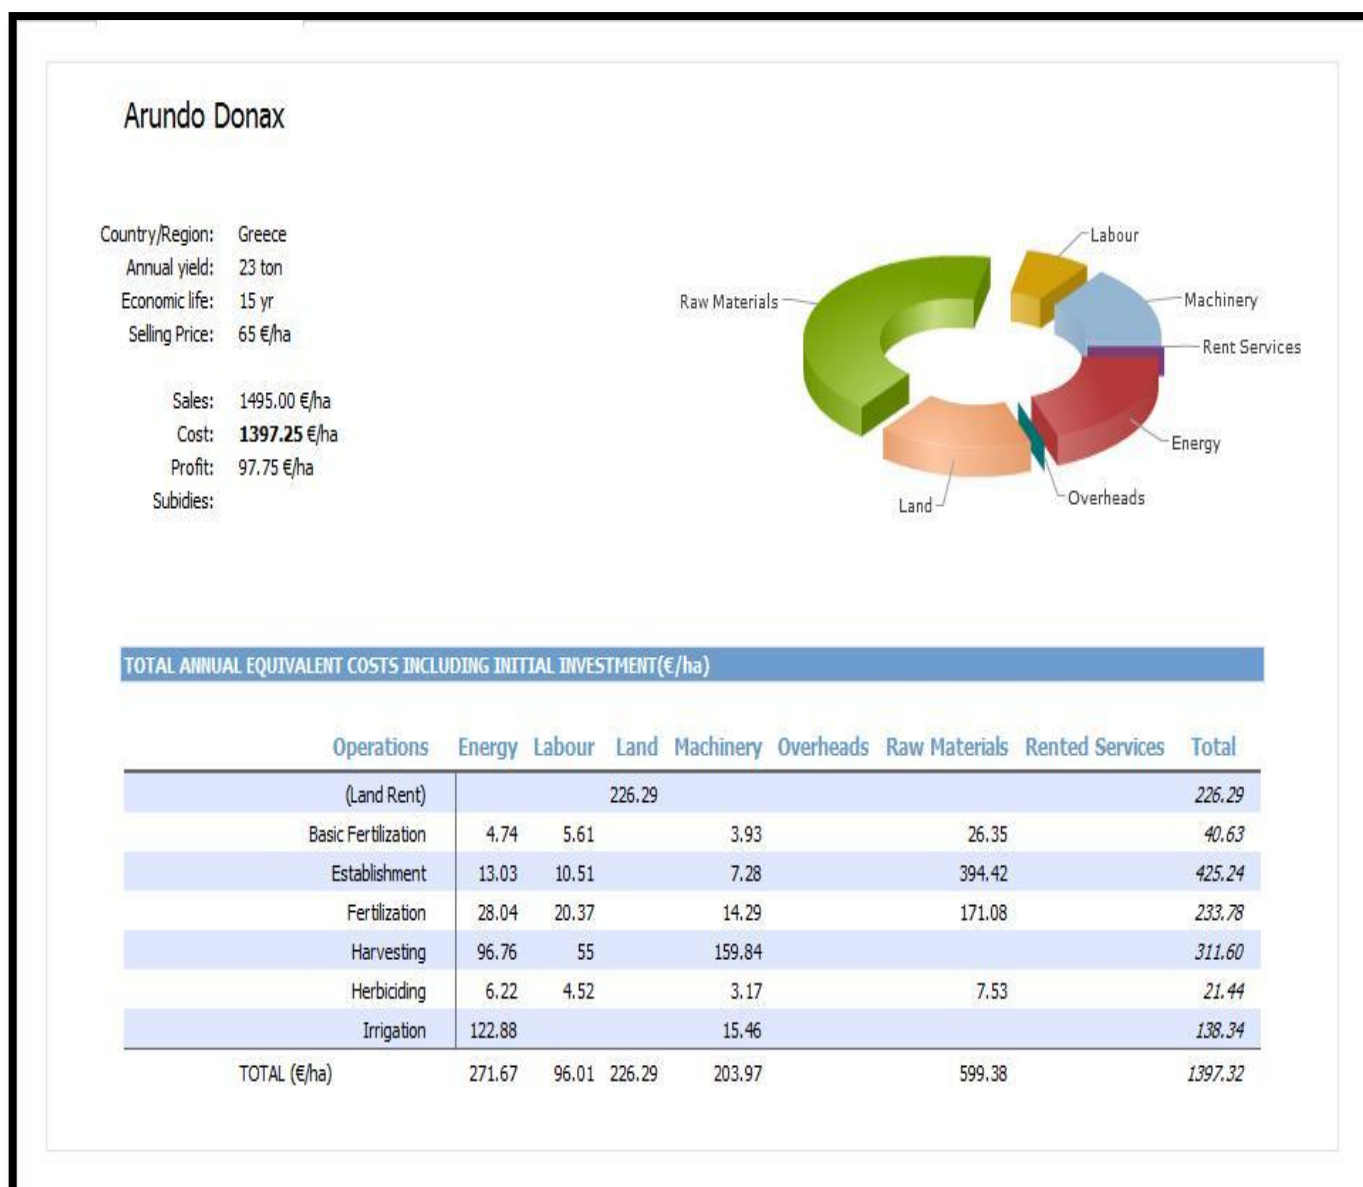 Arundo Donax
Country/Region: Greece
Annual yield: 23 ton
Economic life: 15 yr
Selling Price: 65 €/ha
Sales: 1495.00 €/ha
Cost: 1397.25 €/ha
Profit: 97.75 €/ha
Subidies:
Labour
Raw Materials
Machinery
Rent Services
Energy
Overheads
Land
TOTAL ANNUAL EQUIVALENT COSTS INCLUDING INITIAL INVESTMENT(€/ha)
Operations Energy Labour Land Machinery Overheads Raw Materials Rented Services Total
(Land Rent) 226.29 226.29
Basic Fertilization 4.74 5.61 3.93 26.35 40.63
Establishment 13.03 10.51 7.28 394.42 425.24
Fertilization 28.04 20.37 14.29 171.08 233.78
Harvesting 96.76 55 159.84 311.60
Herbiciding 6.22 4.52 3.17 7.53 21.44
Irrigation 122.88 15.46 138.34
TOTAL (€/ha) 271.67 96.01 226.29 203.97 599.38 1397.32